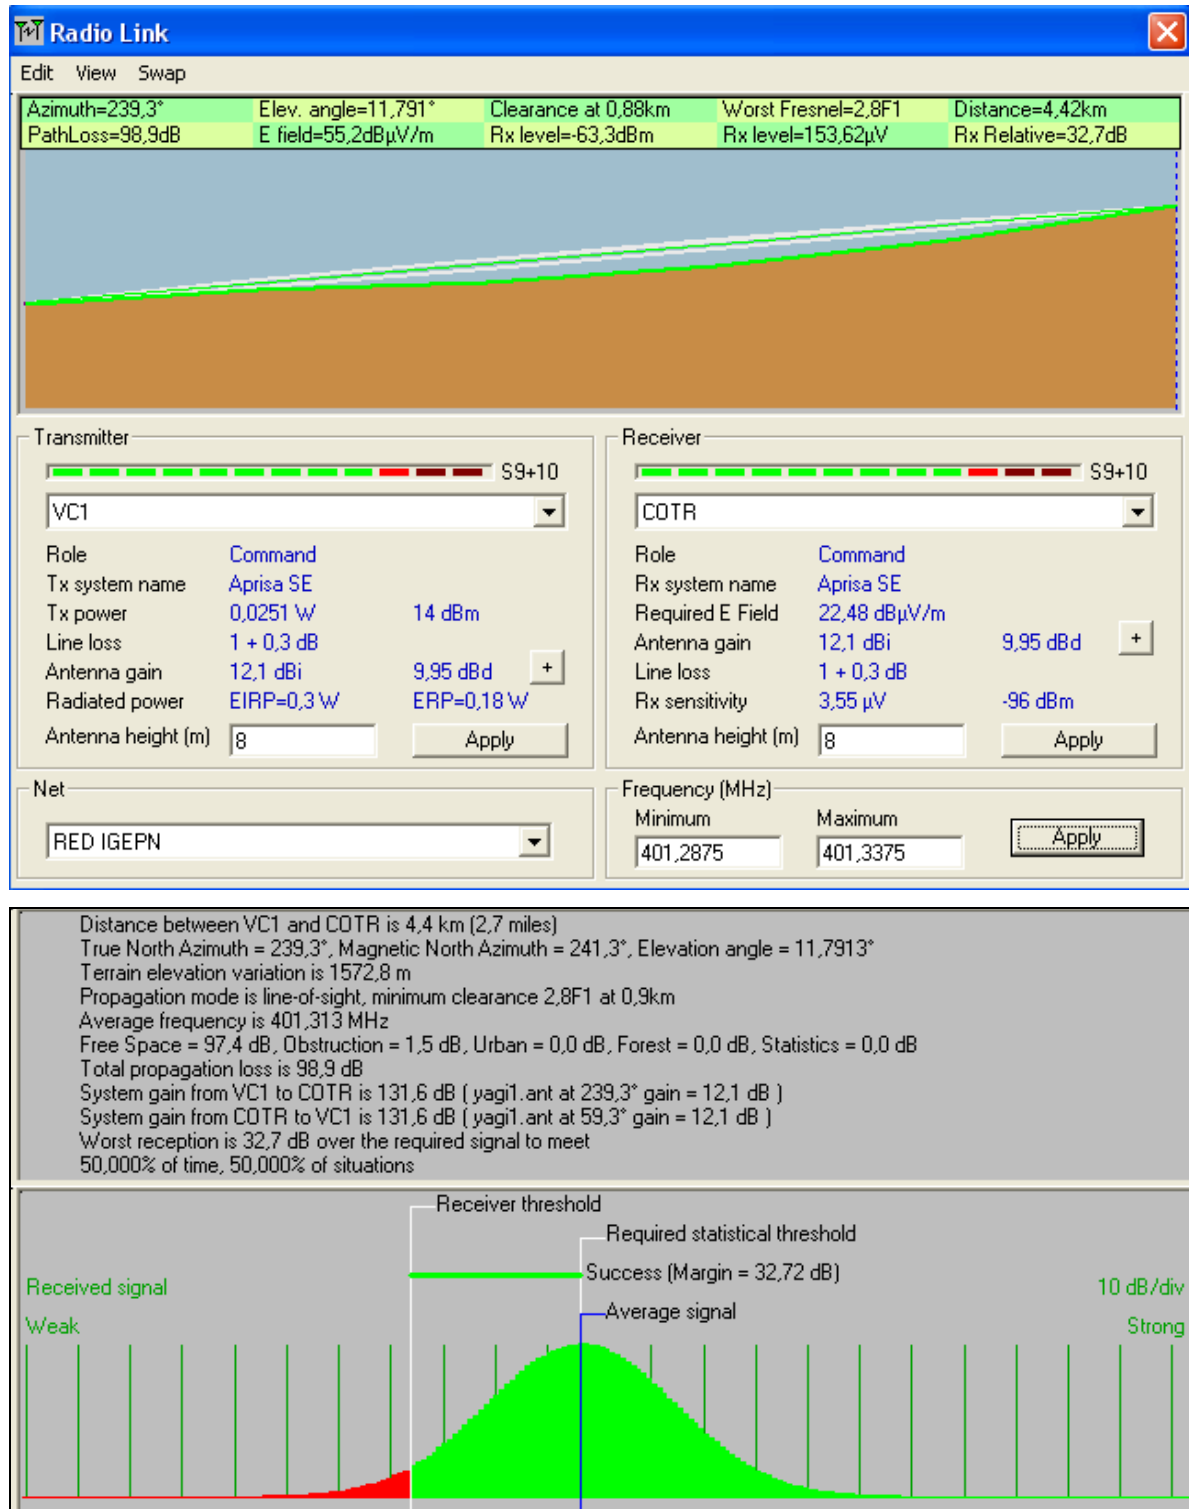 Radio Link
Edit View Swap
Azimuth=239,3° Elev. angle=11,791° Clearance at 0,88km Worst Fresnel=2,8F1 Distance=4,42km
PathLoss=98,9dB E field=55,2dBµV/m Rx level=-63,3dBm Rx level=153,62µV Rx Relative=32,7dB
Transmitter
S9+10
VC1
Role Command
Tx system name Aprisa SE
Tx power 0,0251 W 14 dBm
Line loss 1 + 0,3 dB
Antenna gain 12,1 dBi 9,95 dBd +
Radiated power EIRP=0,3 W ERP=0,18 W
Antenna height (m) 8 Apply
Receiver
S9+10
COTR
Role Command
Rx system name Aprisa SE
Required E Field 22,48 dBµV/m
Antenna gain 12,1 dBi 9,95 dBd +
Line loss 1 + 0,3 dB
Rx sensitivity 3,55 µV -96 dBm
Antenna height (m) 8 Apply
Net
RED IGEPN
Frequency (MHz)
Minimum Maximum
401,2875 401,3375 Apply
Distance between VC1 and COTR is 4,4 km (2,7 miles)
True North Azimuth = 239,3°, Magnetic North Azimuth = 241,3°, Elevation angle = 11,7913°
Terrain elevation variation is 1572,8 m
Propagation mode is line-of-sight, minimum clearance 2,8F1 at 0,9km
Average frequency is 401,313 MHz
Free Space = 97,4 dB, Obstruction = 1,5 dB, Urban = 0,0 dB, Forest = 0,0 dB, Statistics = 0,0 dB
Total propagation loss is 98,9 dB
System gain from VC1 to COTR is 131,6 dB ( yagi1.ant at 239,3° gain = 12,1 dB )
System gain from COTR to VC1 is 131,6 dB ( yagi1.ant at 59,3° gain = 12,1 dB )
Worst reception is 32,7 dB over the required signal to meet
50,000% of time, 50,000% of situations
Receiver threshold
Required statistical threshold
Success (Margin = 32,72 dB)
Received signal 10 dB/div
Average signal
Weak Strong